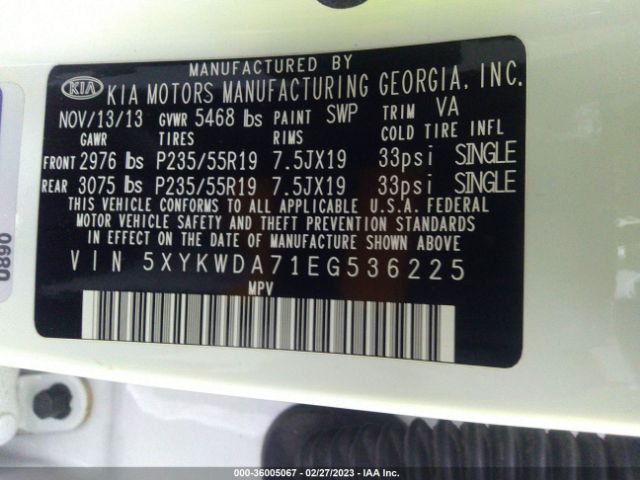 MANUFACTURED BY
KIA KIA MOTORS MANUFACTURING GEORGIA, INC.
NOV/13/13 GVWR 5468 lbs PAINT SWP TRIM VA
GAWR TIRES RIMS COLD TIRE INFL
FRONT 2976 lbs P235/55R19 7.5JX19 33psi SINGLE
REAR 3075 lbs P235/55R19 7.5JX19 33psi SINGLE
THIS VEHICLE CONFORMS TO ALL APPLICABLE U.S.A. FEDERAL
MOTOR VEHICLE SAFETY AND THEFT PREVENTION STANDARDS
IN EFFECT ON THE DATE OF MANUFACTURE SHOWN ABOVE
VIN 5XYKWDA71EG536225
MPV
0890
000-36005067 - 02/27/2023 - IAA Inc.